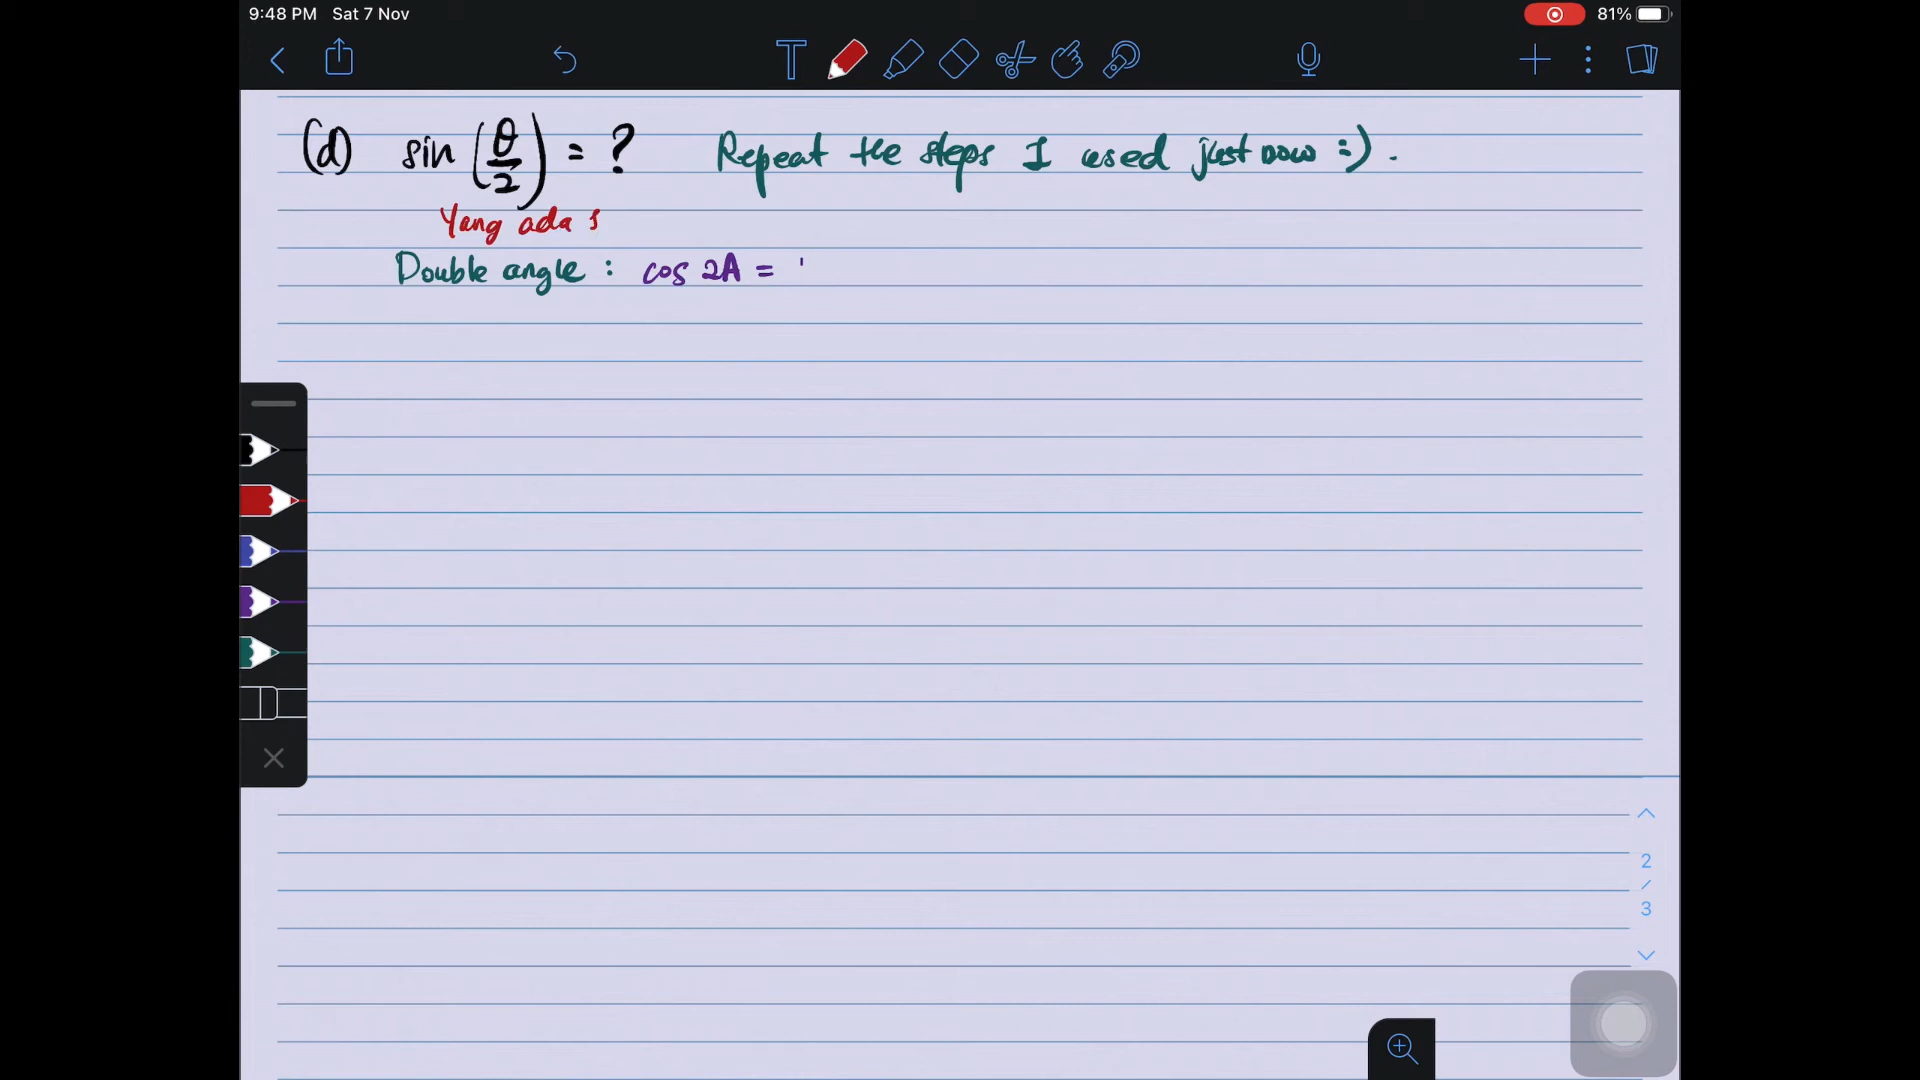 9:48 PM Sat 7 Nov 81%
(d) sin (θ/2) = ? Repeat the steps I used just now =) .
Yang ada s
Double angle : cos 2A = '
2
/
3